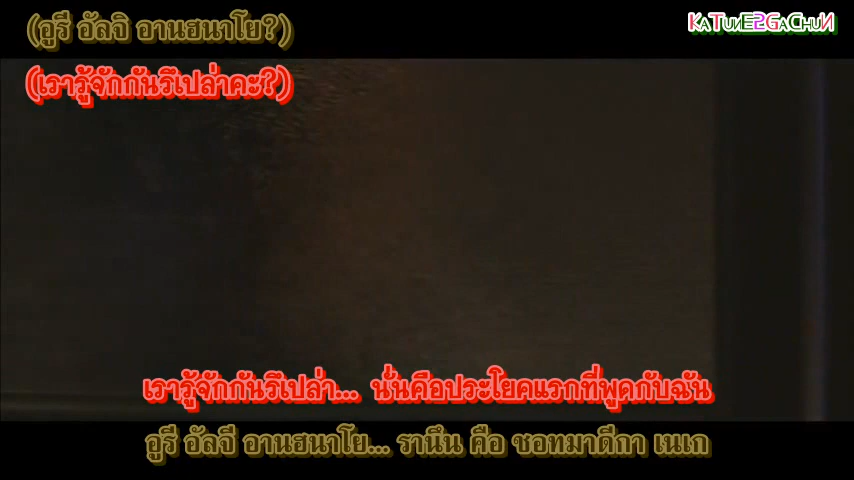 (อูรี อัลจิ อานฮนาโย?)
KaTuNE2GaChuN
(เรารู้จักกันรึเปล่าคะ?)
เรารู้จักกันรึเปล่า... นั่นคือประโยคแรกที่พูดกับฉัน
อูรี อัลจี อานฮนาโย... รานึน คือ ชอทมาดีกา เนเก